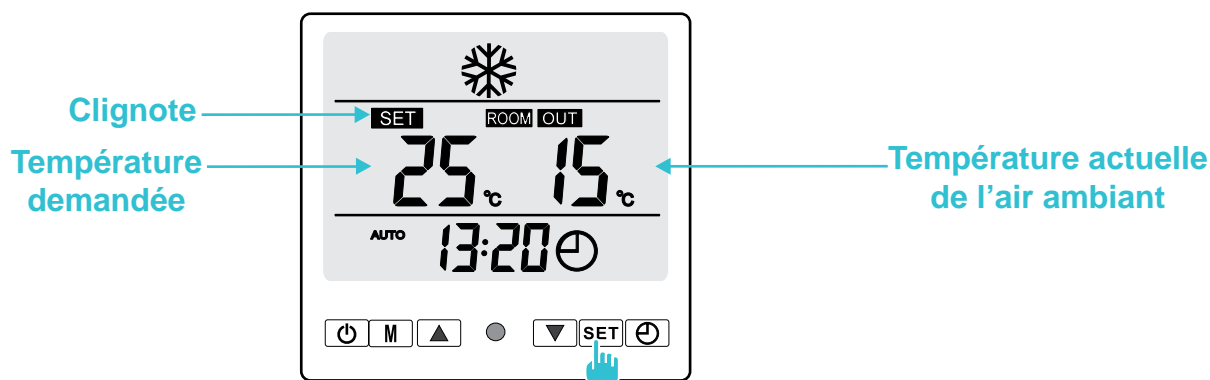 Clignote
SET ROOM OUT
Température
demandée
25 °C 15 °C
Température actuelle
de l’air ambiant
AUTO 13:20
M SET